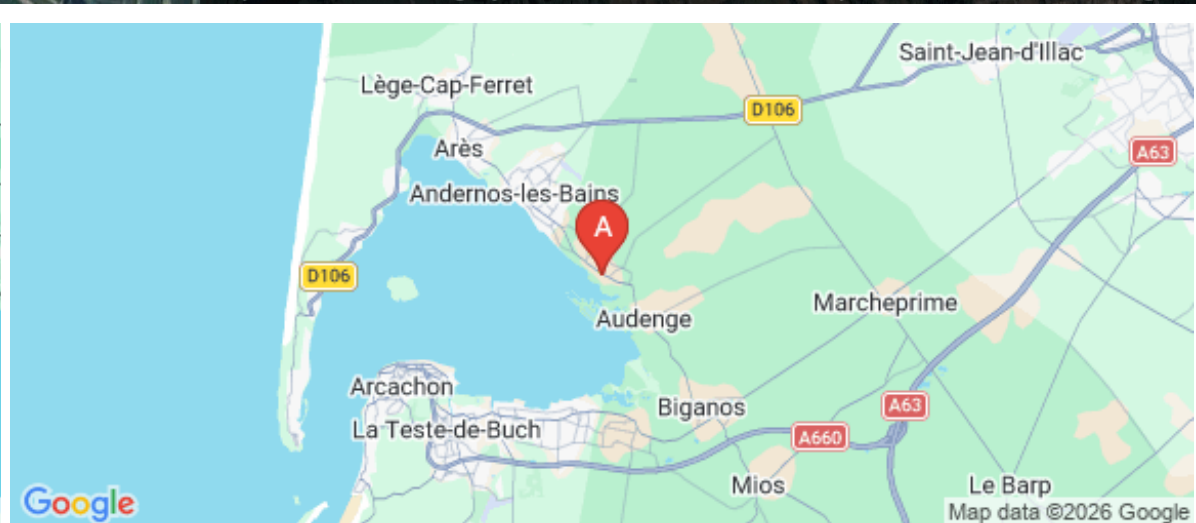 Saint-Jean-d'Illac
Lège-Cap-Ferret
D106
Arès
A63
Andernos-les-Bains
A
D106
Marcheprime
Audenge
Arcachon
Biganos
A63
La Teste-de-Buch
A660
Mios
Le Barp
Google
Map data ©2026 Google